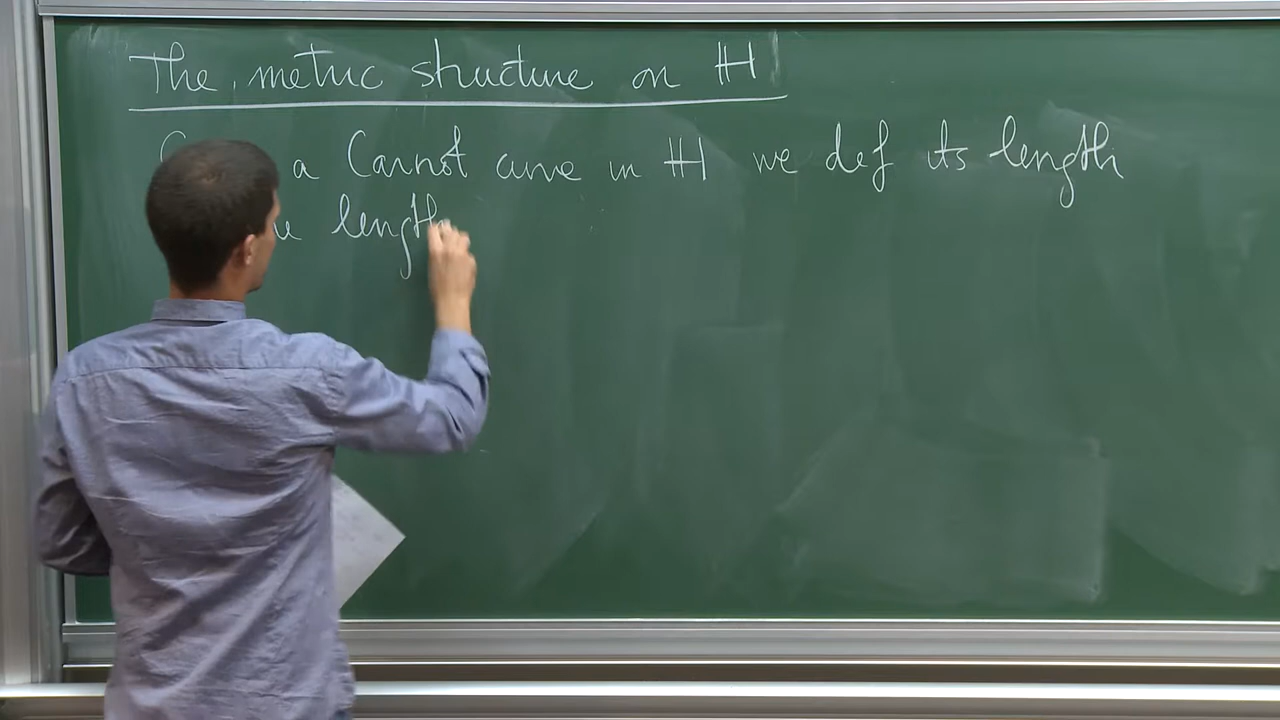 The metric structure on ℍ
a Carnot curve in ℍ we def its length
length